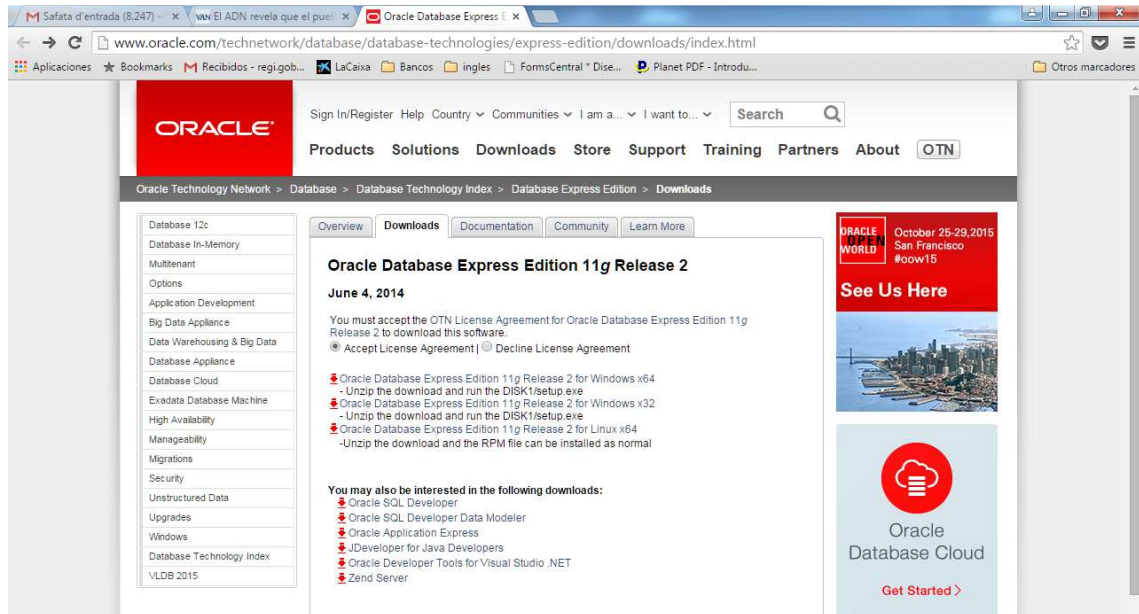 Safata d'entrada (8.247) -
VAN El ADN revela que el puel
Oracle Database Express E
www.oracle.com/technetwork/database/database-technologies/express-edition/downloads/index.html
Aplicaciones Bookmarks Recibidos - regi.gob... LaCaixa Bancos ingles FormsCentral * Dise... Planet PDF - Introdu... Otros marcadores
ORACLE
Sign In/Register Help Country Communities I am a... I want to... Search
Products Solutions Downloads Store Support Training Partners About OTN
Oracle Technology Network > Database > Database Technology Index > Database Express Edition > Downloads
Database 12c
Database In-Memory
Multitenant
Options
Application Development
Big Data Appliance
Data Warehousing & Big Data
Database Appliance
Database Cloud
Exadata Database Machine
High Availability
Manageability
Migrations
Security
Unstructured Data
Upgrades
Windows
Database Technology Index
VLDB 2015
Overview Downloads Documentation Community Learn More
Oracle Database Express Edition 11g Release 2
June 4, 2014
You must accept the OTN License Agreement for Oracle Database Express Edition 11g
Release 2 to download this software.
Accept License Agreement | Decline License Agreement
Oracle Database Express Edition 11g Release 2 for Windows x64
- Unzip the download and run the DISK1/setup.exe
Oracle Database Express Edition 11g Release 2 for Windows x32
- Unzip the download and run the DISK1/setup.exe
Oracle Database Express Edition 11g Release 2 for Linux x64
-Unzip the download and the RPM file can be installed as normal
You may also be interested in the following downloads:
Oracle SQL Developer
Oracle SQL Developer Data Modeler
Oracle Application Express
JDeveloper for Java Developers
Oracle Developer Tools for Visual Studio .NET
Zend Server
ORACLE
OPEN
WORLD
October 25-29,2015
San Francisco
#oow15
See Us Here
Oracle
Database Cloud
Get Started >